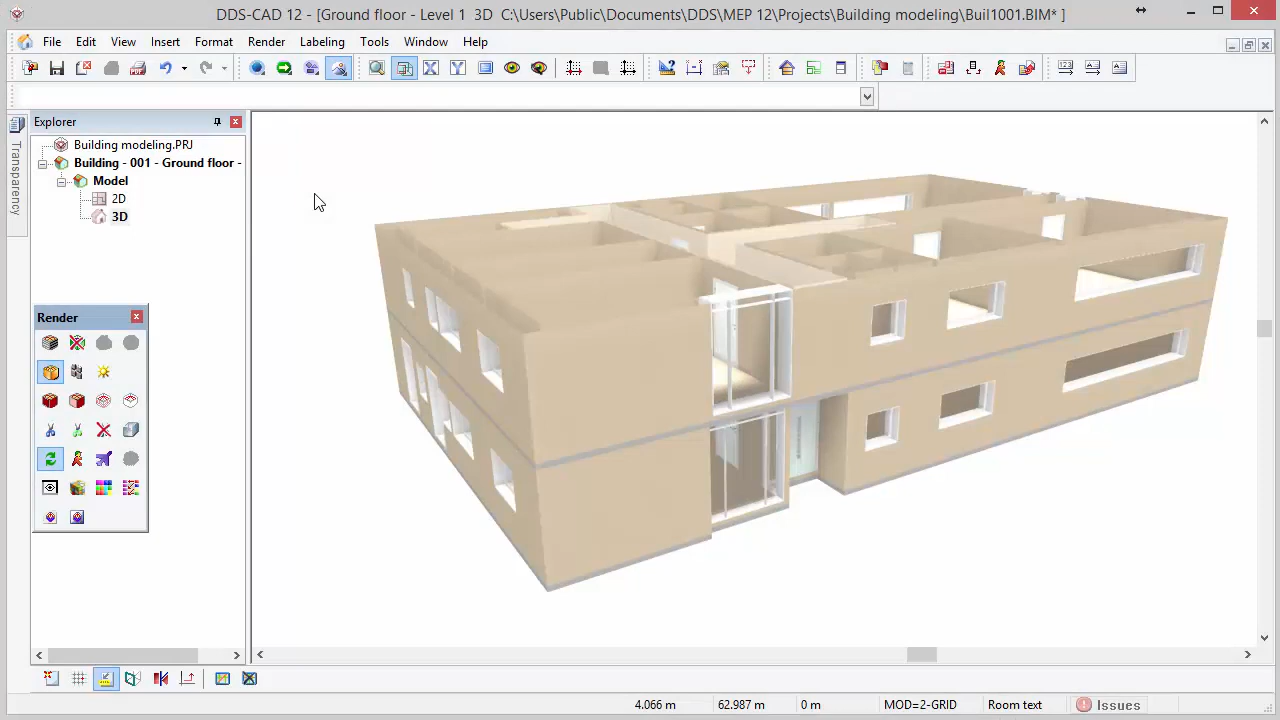 DDS-CAD 12 - [Ground floor - Level 1  3D  C:\Users\Public\Documents\DDS\MEP 12\Projects\Building modeling\Buil1001.BIM* ]
File Edit View Insert Format Render Labeling Tools Window Help
Explorer
Transparency
Building modeling.PRJ
Building - 001 - Ground floor -
Model
2D
3D
Render
4.066 m 62.987 m 0 m MOD=2-GRID Room text Issues